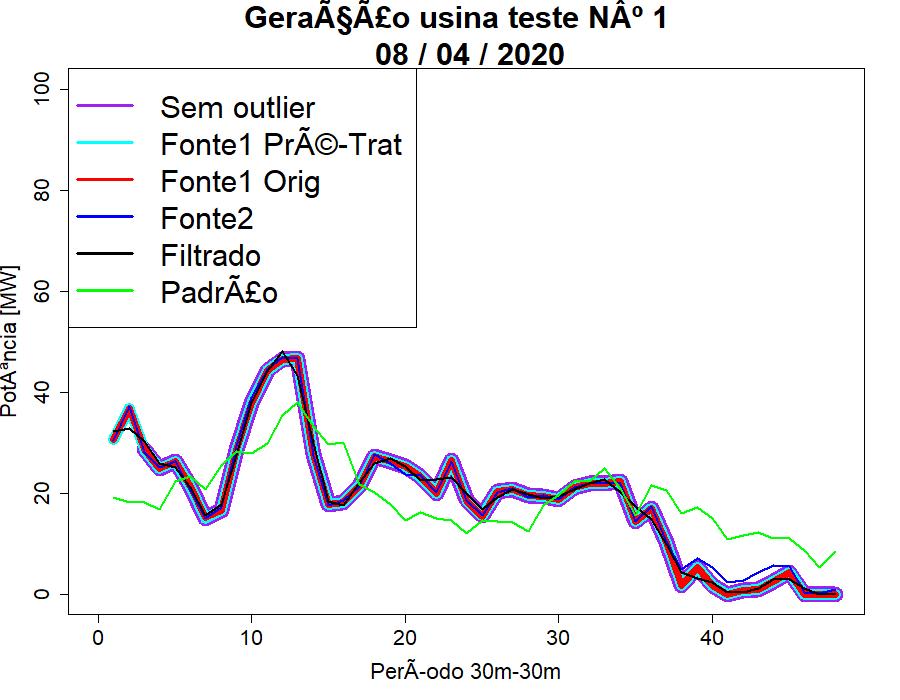 GeraÃ§Ã£o usina teste NÂº 1
08 / 04 / 2020
Sem outlier
Fonte1 PrÃ©-Trat
Fonte1 Orig
Fonte2
Filtrado
PadrÃ£o
PotÃªncia [MW]
100
80
60
40
20
0
0 10 20 30 40
PerÃ­-odo 30m-30m